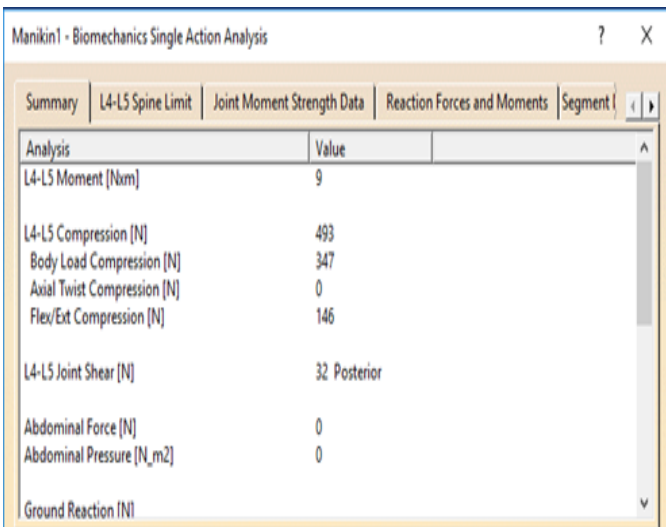 Manikin1 - Biomechanics Single Action Analysis ? X
Summary L4-L5 Spine Limit Joint Moment Strength Data Reaction Forces and Moments Segment
Analysis Value
L4-L5 Moment [Nxm] 9
L4-L5 Compression [N] 493
Body Load Compression [N] 347
Axial Twist Compression [N] 0
Flex/Ext Compression [N] 146
L4-L5 Joint Shear [N] 32 Posterior
Abdominal Force [N] 0
Abdominal Pressure [N_m2] 0
Ground Reaction [N]